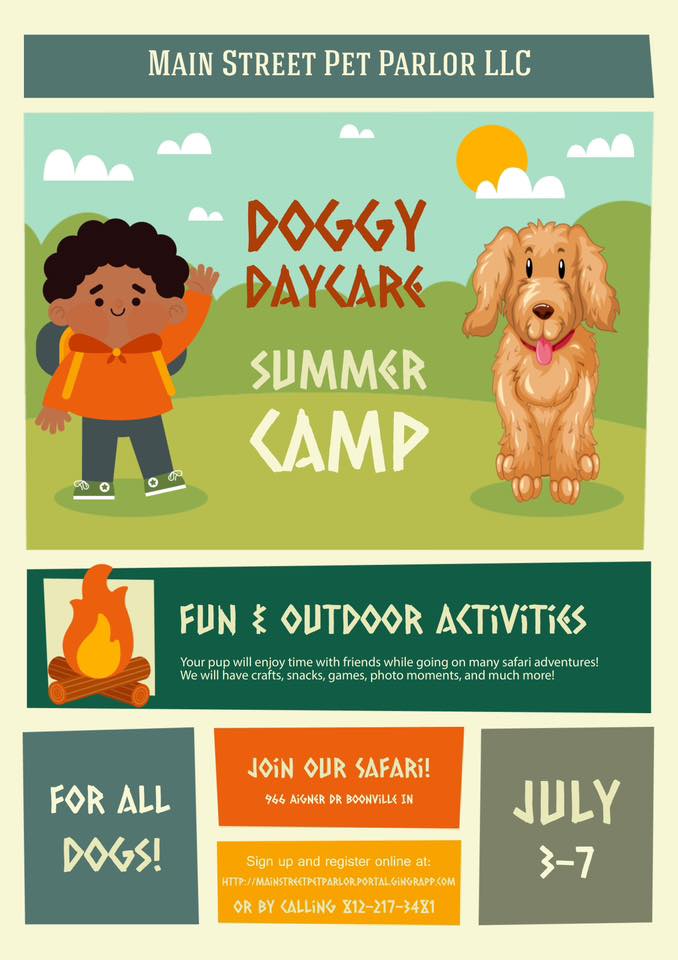 Main Street Pet Parlor LLC
DOGGY
DAYCARE
SUMMER
CAMP
FUN & OUTDOOR ACTIVITIES
Your pup will enjoy time with friends while going on many safari adventures!
We will have crafts, snacks, games, photo moments, and much more!
FOR ALL
DOGS!
JOIN OUR SAFARI!
966 AIGNER DR BOONVILLE IN
Sign up and register online at:
HTTP://MAINSTREETPETPARLOR.PORTAL.GINGRAPP.COM
OR BY CALLING 812-217-3481
JULY
3-7